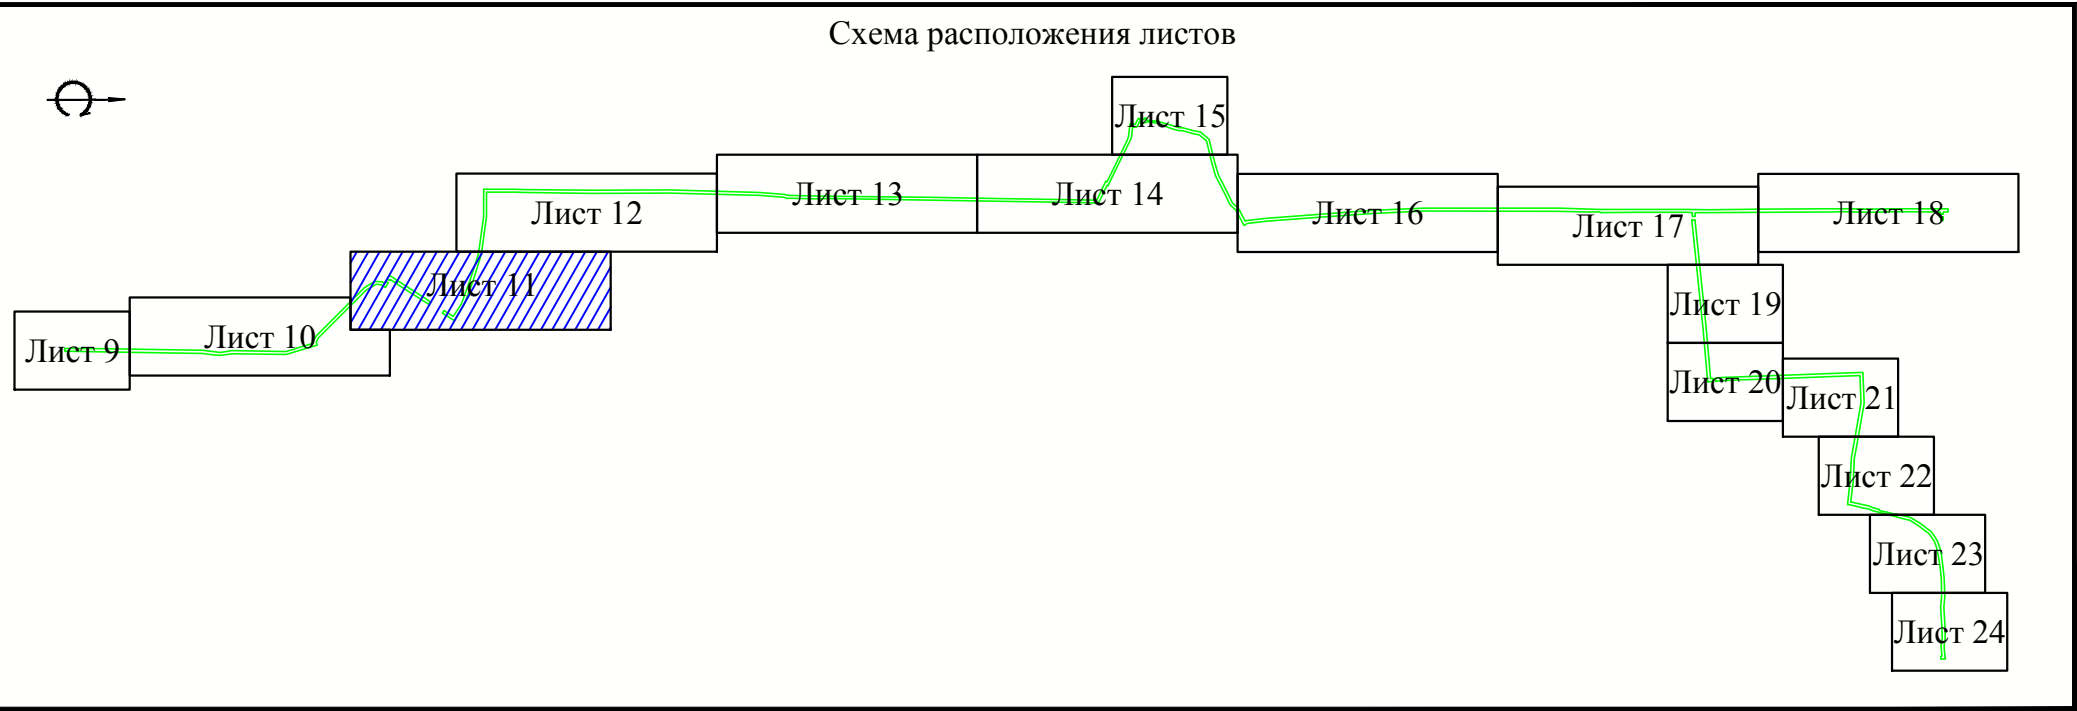 Схема расположения листов
Лист 15
Лист 13
Лист 14
Лист 12
Лист 16
Лист 17
Лист 18
Лист 11
Лист 9
Лист 10
Лист 19
Лист 20
Лист 21
Лист 22
Лист 23
Лист 24